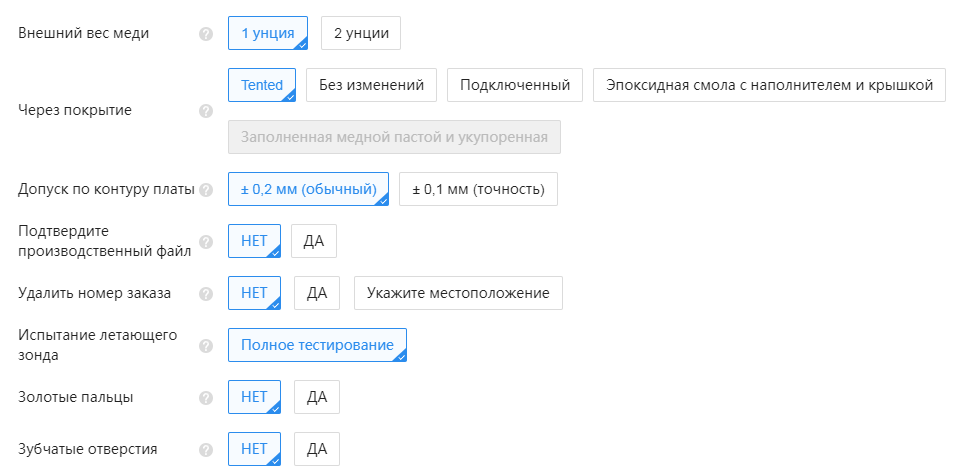 Внешний вес меди ? 1 унция 2 унции
Через покрытие ? Tented Без изменений Подключенный Эпоксидная смола с наполнителем и крышкой
Заполненная медной пастой и укупоренная
Допуск по контуру платы ? ± 0,2 мм (обычный) ± 0,1 мм (точность)
Подтвердите
производственный файл ? НЕТ ДА
Удалить номер заказа ? НЕТ ДА Укажите местоположение
Испытание летающего
зонда ? Полное тестирование
Золотые пальцы ? НЕТ ДА
Зубчатые отверстия ? НЕТ ДА